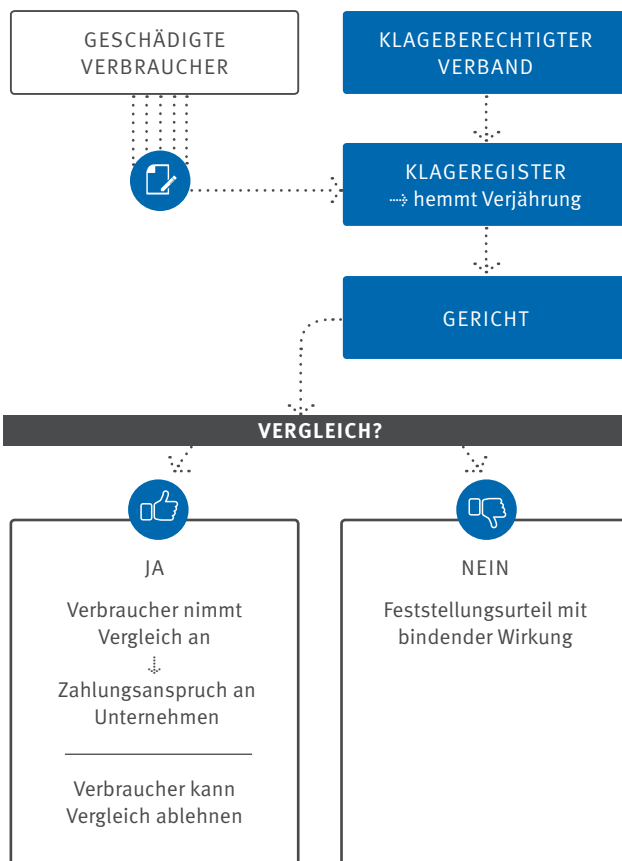 GESCHÄDIGTE
VERBRAUCHER
KLAGEBERECHTIGTER
VERBAND
KLAGEREGISTER
hemmt Verjährung
GERICHT
VERGLEICH?
JA
Verbraucher nimmt
Vergleich an
Zahlungsanspruch an
Unternehmen
Verbraucher kann
Vergleich ablehnen
NEIN
Feststellungsurteil mit
bindender Wirkung